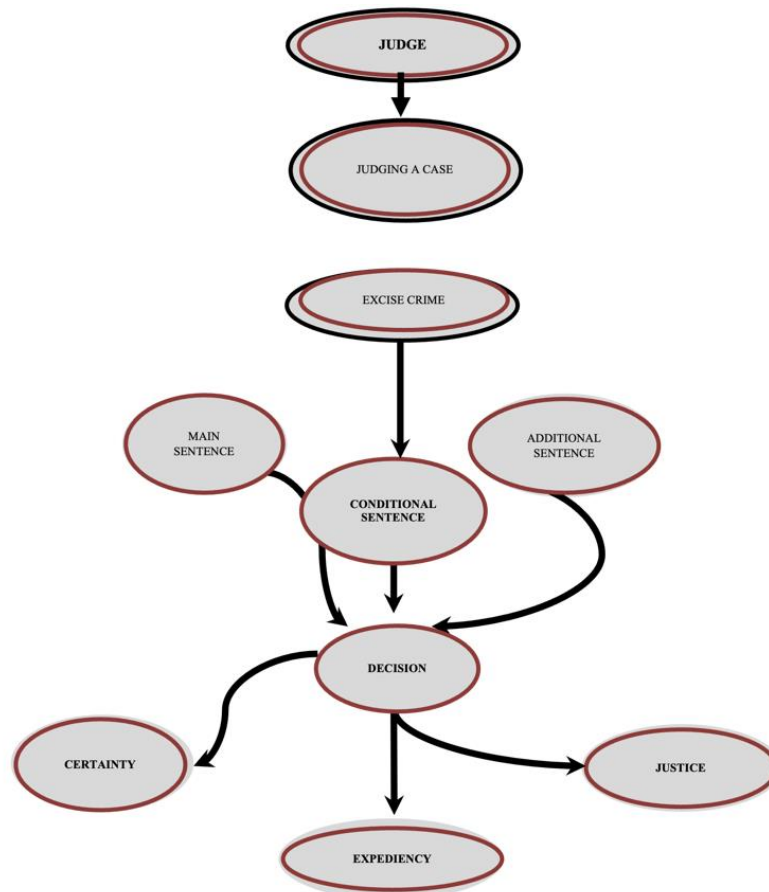 JUDGE
JUDGING A CASE
EXCISE CRIME
MAIN
SENTENCE
ADDITIONAL
SENTENCE
CONDITIONAL
SENTENCE
DECISION
CERTAINTY
JUSTICE
EXPEDIENCY